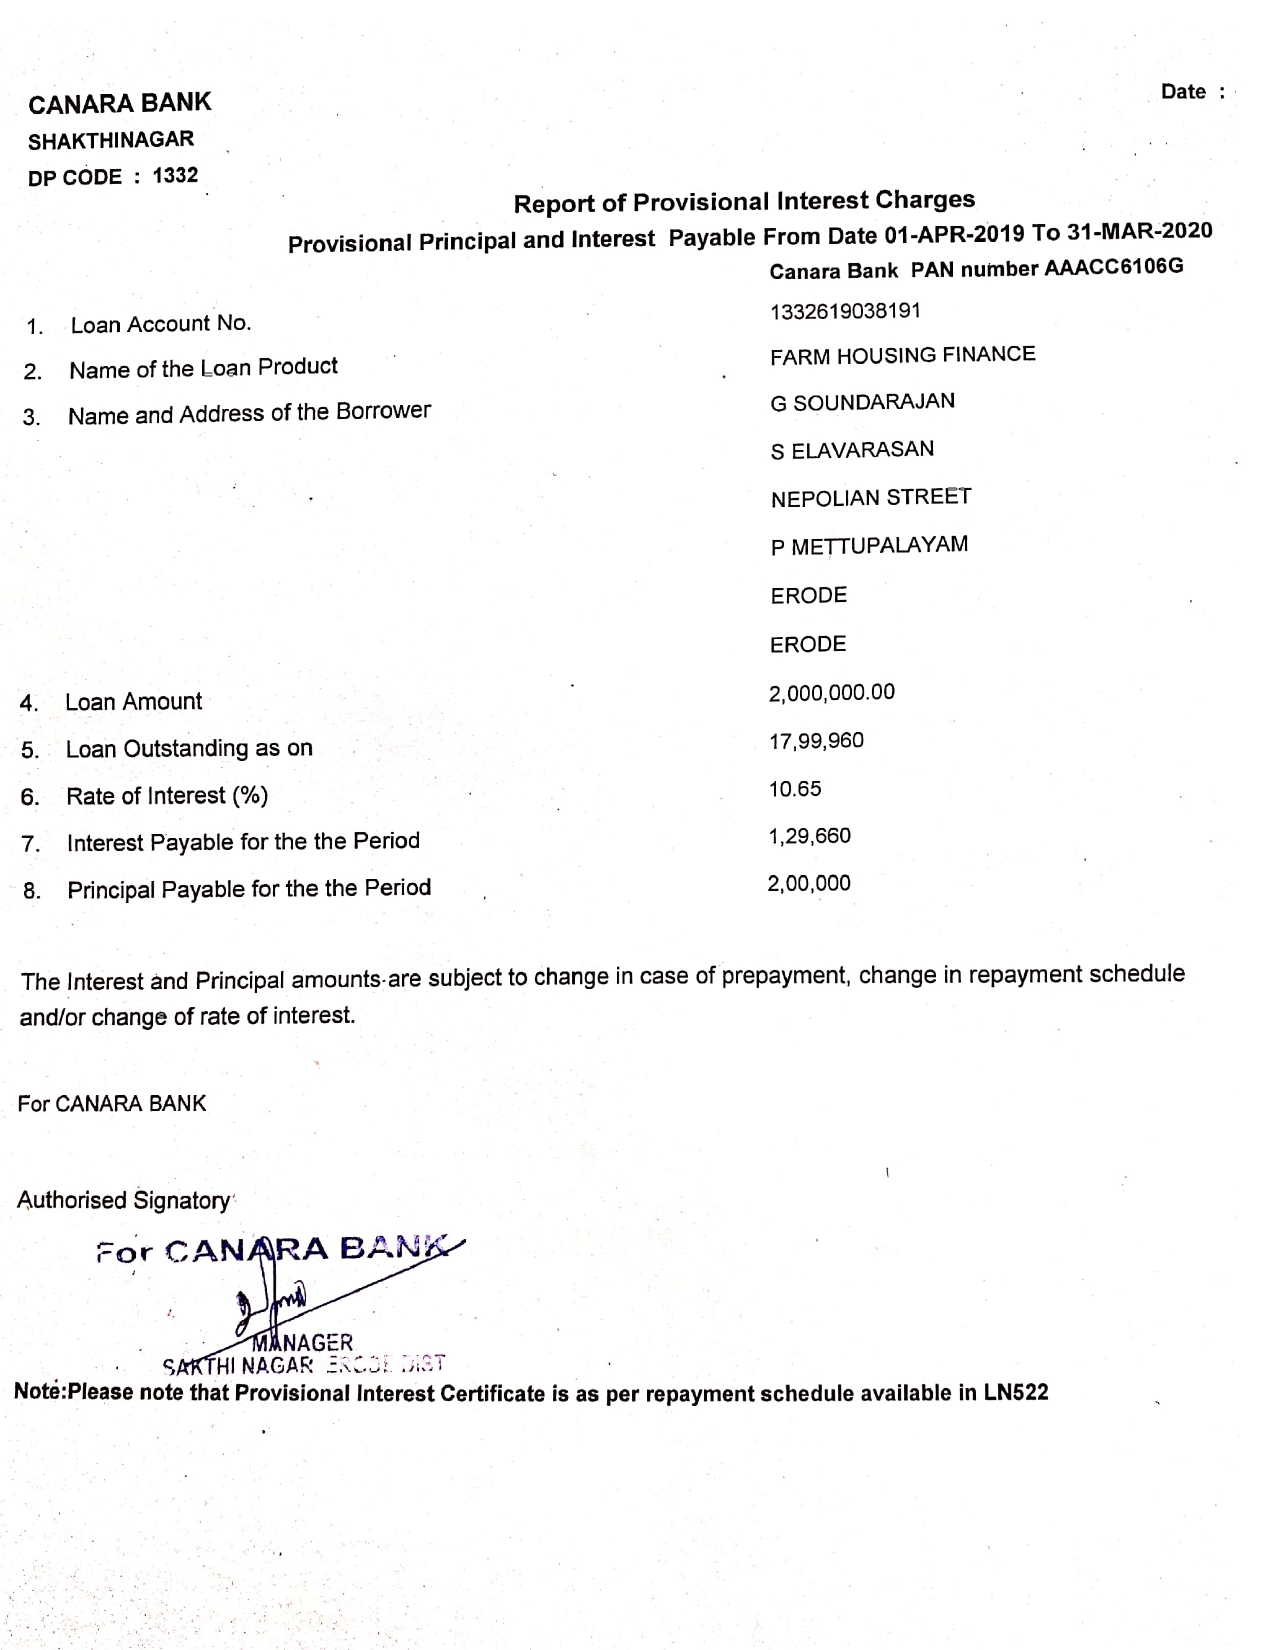 Date :
CANARA BANK
SHAKTHINAGAR
DP CODE : 1332
Report of Provisional Interest Charges
Provisional Principal and Interest Payable From Date 01-APR-2019 To 31-MAR-2020
Canara Bank PAN number AAACC6106G
1. Loan Account No. 1332619038191
2. Name of the Loan Product FARM HOUSING FINANCE
3. Name and Address of the Borrower G SOUNDARAJAN
S ELAVARASAN
NEPOLIAN STREET
P METTUPALAYAM
ERODE
ERODE
4. Loan Amount 2,000,000.00
5. Loan Outstanding as on 17,99,960
6. Rate of Interest (%) 10.65
7. Interest Payable for the the Period 1,29,660
8. Principal Payable for the the Period 2,00,000
The Interest and Principal amounts are subject to change in case of prepayment, change in repayment schedule
and/or change of rate of interest.
For CANARA BANK
Authorised Signatory
For CANARA BANK
MANAGER
SAKTHI NAGAR ERODE DIST
Note:Please note that Provisional Interest Certificate is as per repayment schedule available in LN522